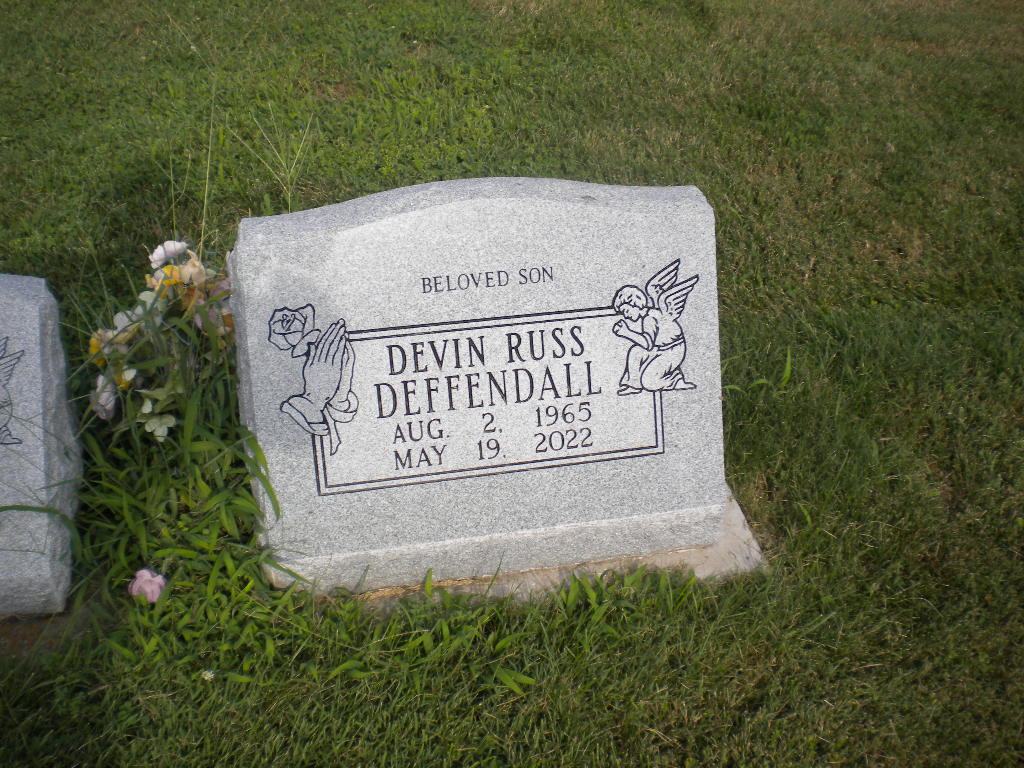 BELOVED SON
DEVIN RUSS
DEFFENDALL
AUG. 2, 1965
MAY 19, 2022